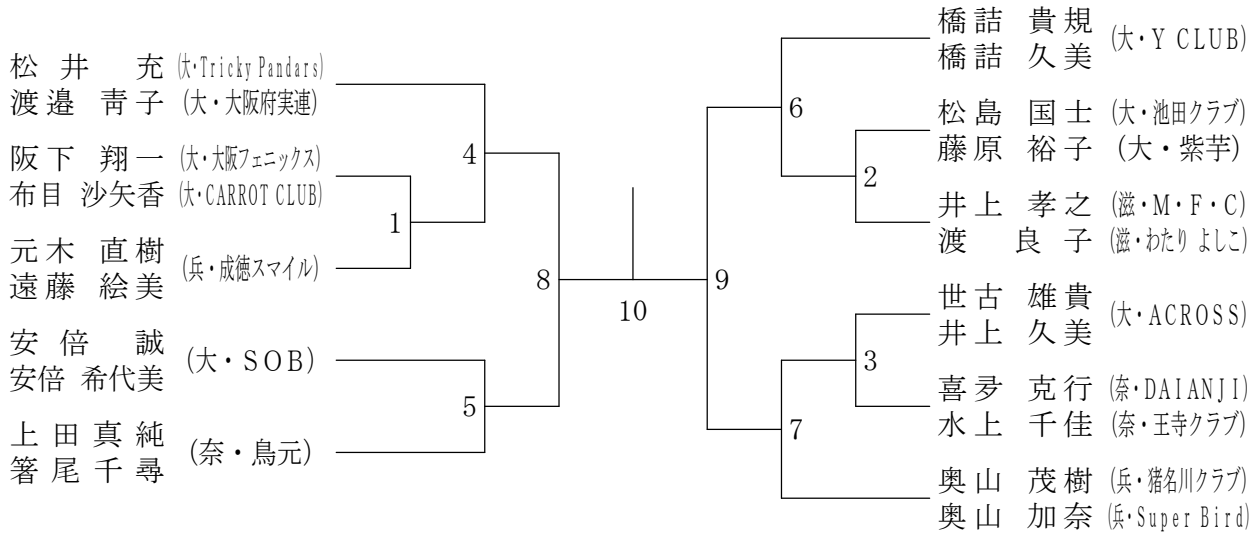 松井 充 (大・Tricky Pandars)
渡邉 靑子 (大・大阪府実連)
阪下 翔一 (大・大阪フェニックス)
布目 沙矢香 (大・CARROT CLUB)
元木 直樹
遠藤 絵美
(兵・成徳スマイル)
安倍 誠
安倍 希代美
(大・SOB)
上田真純
箸尾千尋
(奈・鳥元)
4
1
8
5
10
9
6
2
3
7
橋詰 貴規
橋詰 久美
(大・Y CLUB)
松島 国士 (大・池田クラブ)
藤原 裕子 (大・紫芋)
井上 孝之 (滋・M・F・C)
渡 良子 (滋・わたり よしこ)
世古 雄貴
井上 久美
(大・ACROSS)
喜夛 克行 (奈・DAIANJI)
水上 千佳 (奈・王寺クラブ)
奥山 茂樹 (兵・猪名川クラブ)
奥山 加奈 (兵・Super Bird)